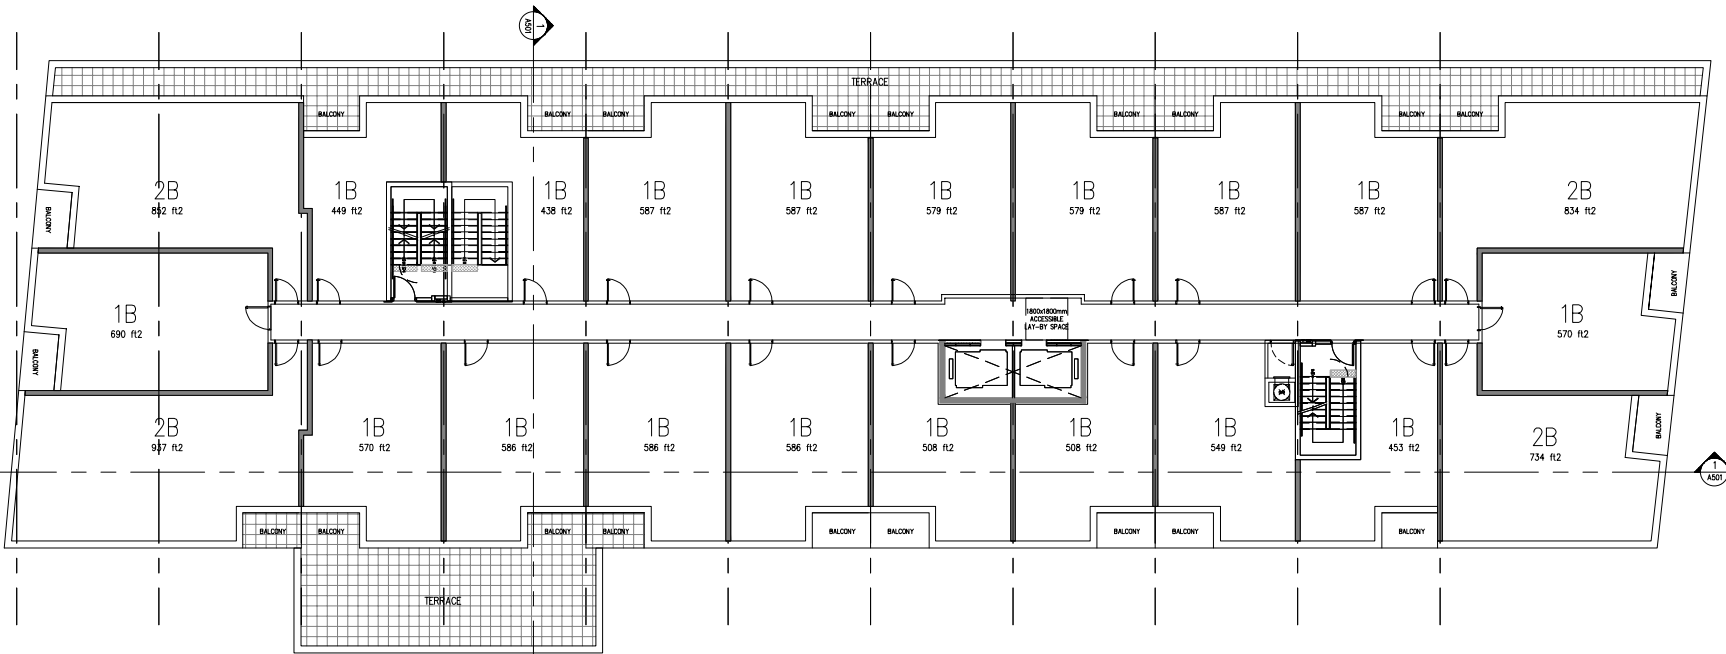 1
A501
TERRACE
BALCONY
BALCONY
BALCONY
BALCONY
BALCONY
BALCONY
BALCONY
BALCONY
BALCONY
2B
852 ft2
1B
449 ft2
1B
438 ft2
1B
587 ft2
1B
587 ft2
1B
579 ft2
1B
579 ft2
1B
587 ft2
1B
587 ft2
2B
834 ft2
BALCONY
BALCONY
1B
690 ft2
1800x1800mm
ACCESSIBLE
LAY-BY SPACE
1B
570 ft2
BALCONY
2B
937 ft2
1B
570 ft2
1B
586 ft2
1B
586 ft2
1B
586 ft2
1B
508 ft2
1B
508 ft2
1B
549 ft2
1B
453 ft2
2B
734 ft2
BALCONY
1
A501
BALCONY
BALCONY
BALCONY
BALCONY
BALCONY
BALCONY
BALCONY
BALCONY
BALCONY
TERRACE